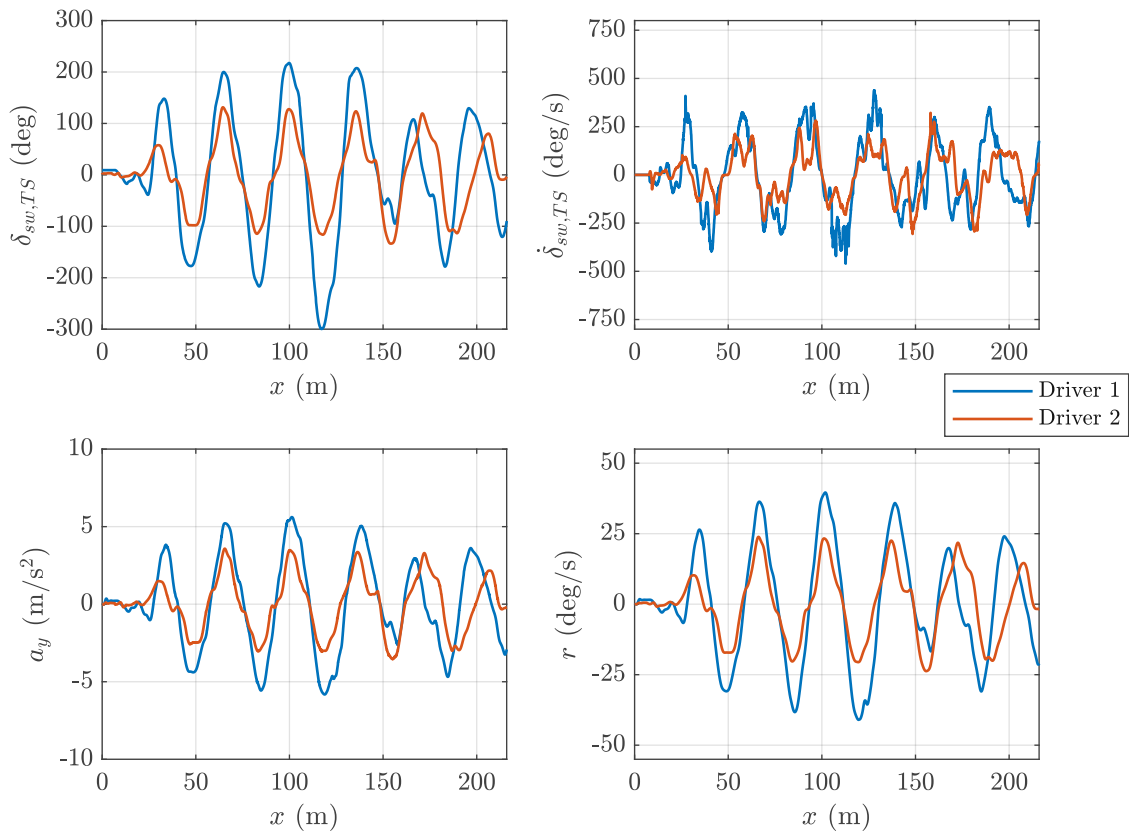 300
200
100
0
-100
-200
-300
δ_{sw,TS} (deg)
0 50 100 150 200
x (m)
750
500
250
0
-250
-500
-750
δ̇_{sw,TS} (deg/s)
0 50 100 150 200
x (m)
Driver 1
Driver 2
10
5
0
-5
-10
a_y (m/s²)
0 50 100 150 200
x (m)
50
25
0
-25
-50
r (deg/s)
0 50 100 150 200
x (m)